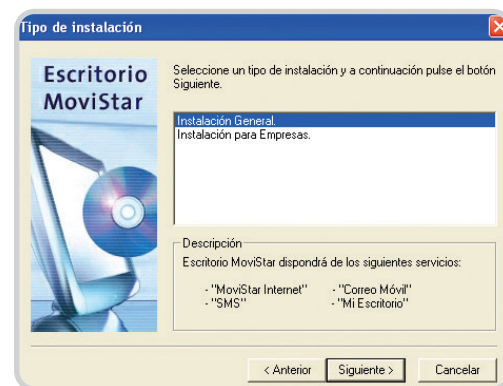 Tipo de instalación
Escritorio
MoviStar
Seleccione un tipo de instalación y a continuación pulse el botón
Siguiente.
Instalación General.
Instalación para Empresas.
Descripción
Escritorio MoviStar dispondrá de los siguientes servicios:
- "MoviStar Internet" - "Correo Móvil"
- "SMS" - "Mi Escritorio"
< Anterior Siguiente > Cancelar